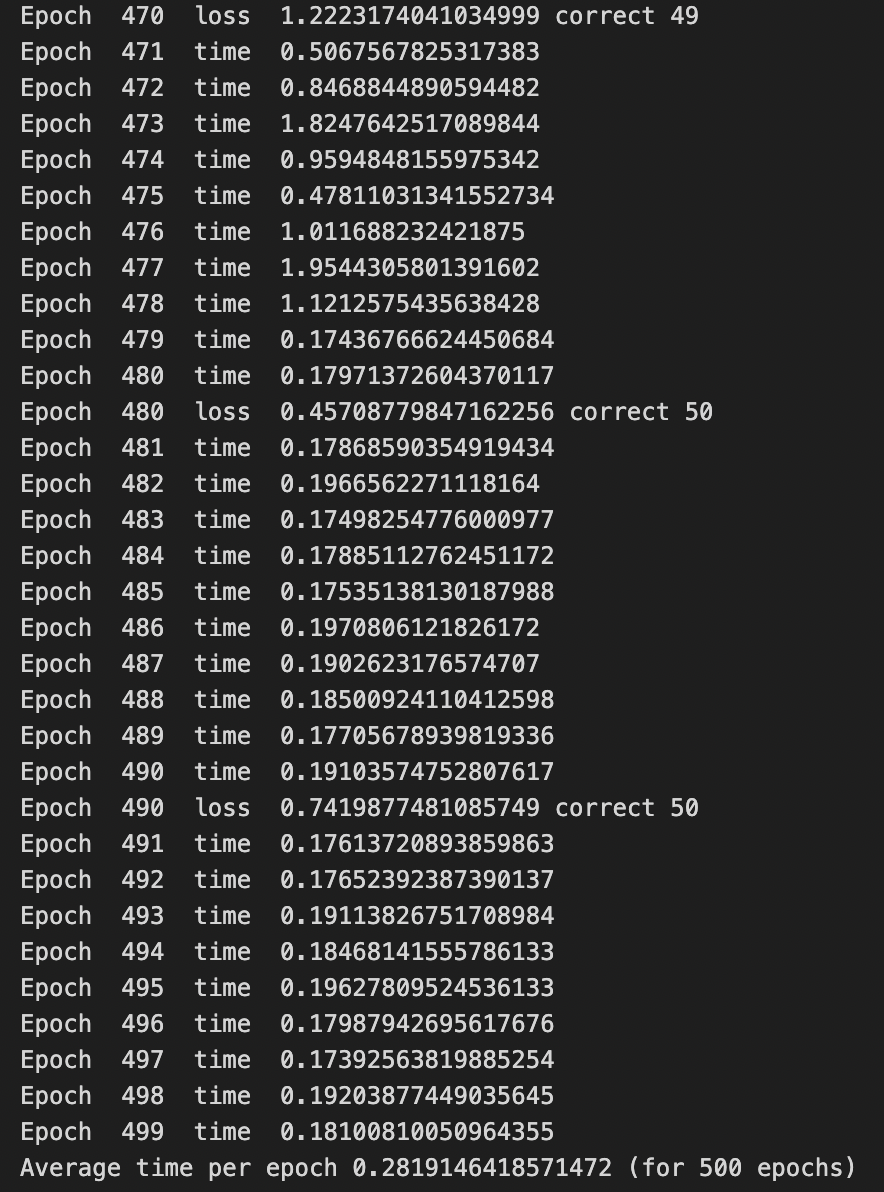 Epoch  470  loss  1.2223174041034999 correct 49
Epoch  471  time  0.5067567825317383
Epoch  472  time  0.8468844890594482
Epoch  473  time  1.8247642517089844
Epoch  474  time  0.9594848155975342
Epoch  475  time  0.47811031341552734
Epoch  476  time  1.011688232421875
Epoch  477  time  1.9544305801391602
Epoch  478  time  1.1212575435638428
Epoch  479  time  0.17436766624450684
Epoch  480  time  0.17971372604370117
Epoch  480  loss  0.45708779847162256 correct 50
Epoch  481  time  0.17868590354919434
Epoch  482  time  0.1966562271118164
Epoch  483  time  0.17498254776000977
Epoch  484  time  0.17885112762451172
Epoch  485  time  0.17535138130187988
Epoch  486  time  0.1970806121826172
Epoch  487  time  0.1902623176574707
Epoch  488  time  0.18500924110412598
Epoch  489  time  0.17705678939819336
Epoch  490  time  0.19103574752807617
Epoch  490  loss  0.7419877481085749 correct 50
Epoch  491  time  0.17613720893859863
Epoch  492  time  0.17652392387390137
Epoch  493  time  0.19113826751708984
Epoch  494  time  0.18468141555786133
Epoch  495  time  0.19627809524536133
Epoch  496  time  0.17987942695617676
Epoch  497  time  0.17392563819885254
Epoch  498  time  0.19203877449035645
Epoch  499  time  0.18100810050964355
Average time per epoch 0.2819146418571472 (for 500 epochs)